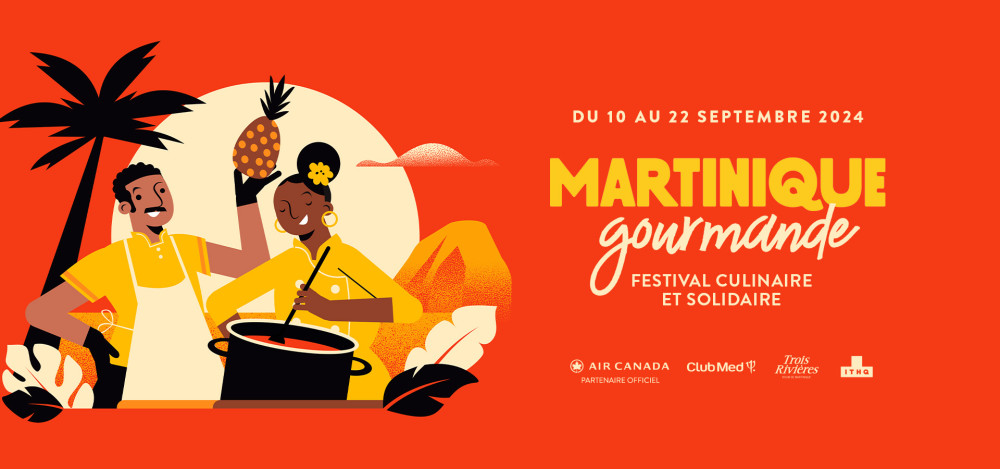 DU 10 AU 22 SEPTEMBRE 2024
MARTINIQUE
gourmande
FESTIVAL CULINAIRE
ET SOLIDAIRE
AIR CANADA
PARTENAIRE OFFICIEL
Club Med
Trois
Rivières
ITHQ